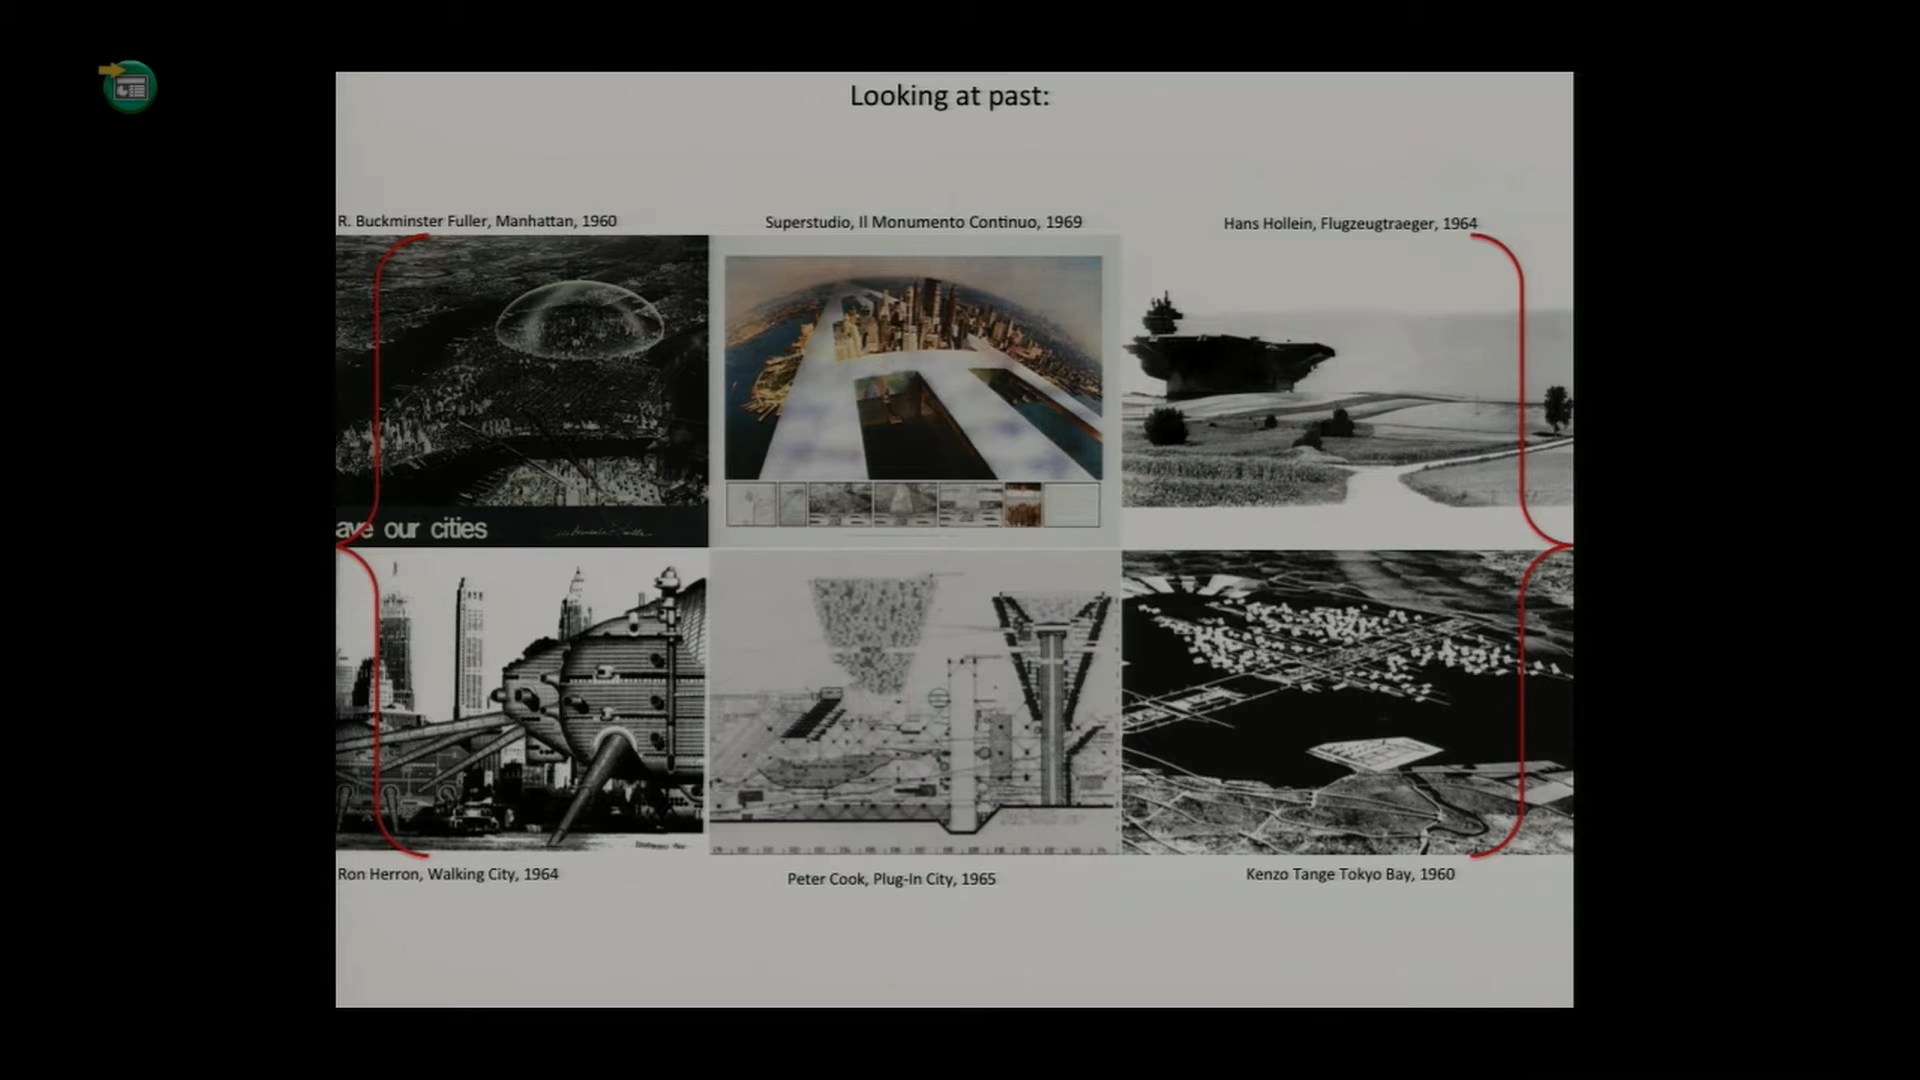 Looking at past:
R. Buckminster Fuller, Manhattan, 1960
Superstudio, Il Monumento Continuo, 1969
Hans Hollein, Flugzeugtraeger, 1964
ave our cities
Ron Herron, Walking City, 1964
Peter Cook, Plug-In City, 1965
Kenzo Tange Tokyo Bay, 1960